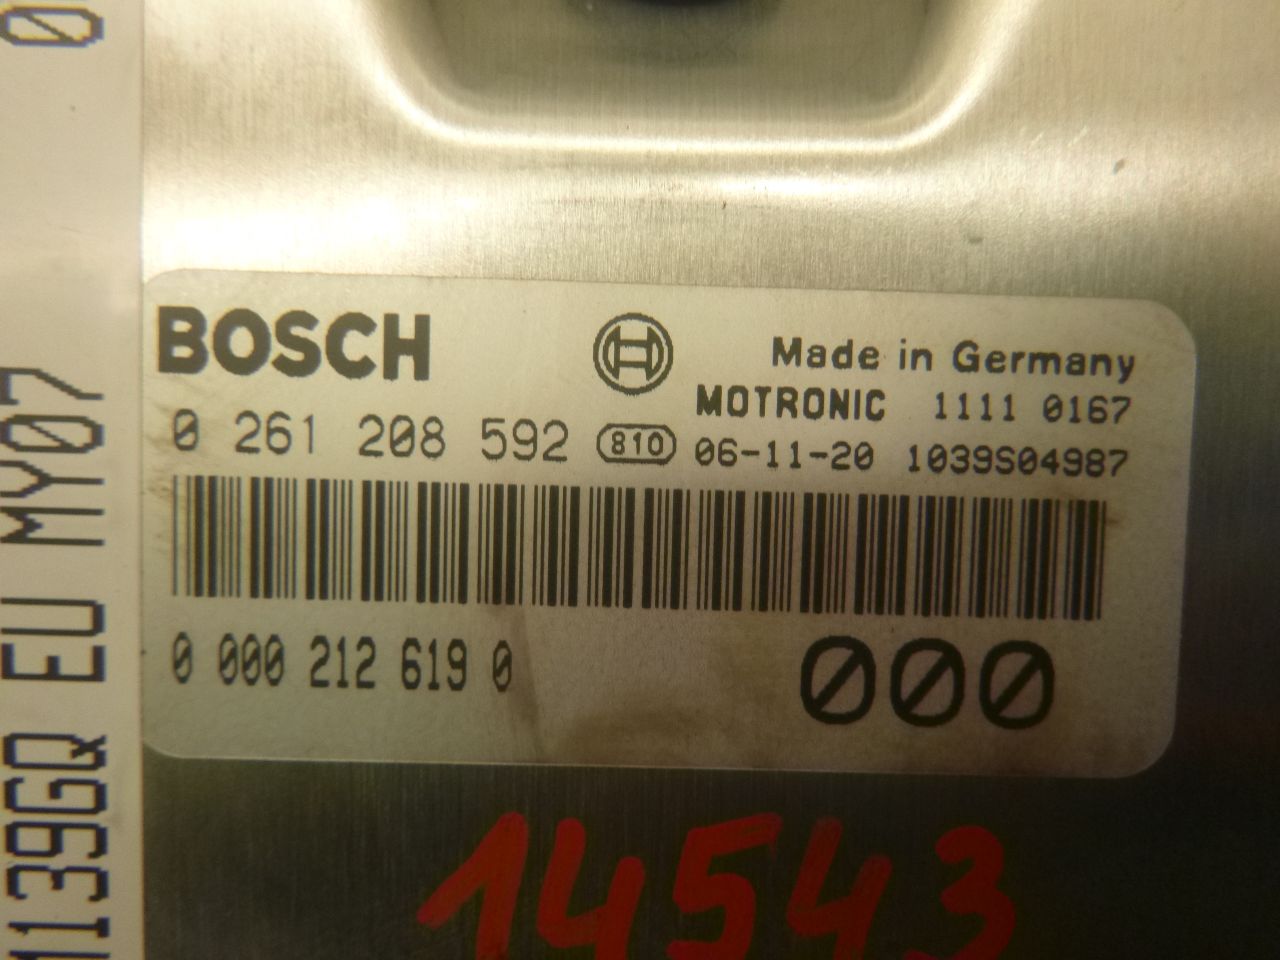 BOSCH
Made in Germany
MOTRONIC 1111 0167
0 261 208 592 810 06-11-20 1039S04987
0 000 212 619 0
000
14543
1139GQ EU MY07